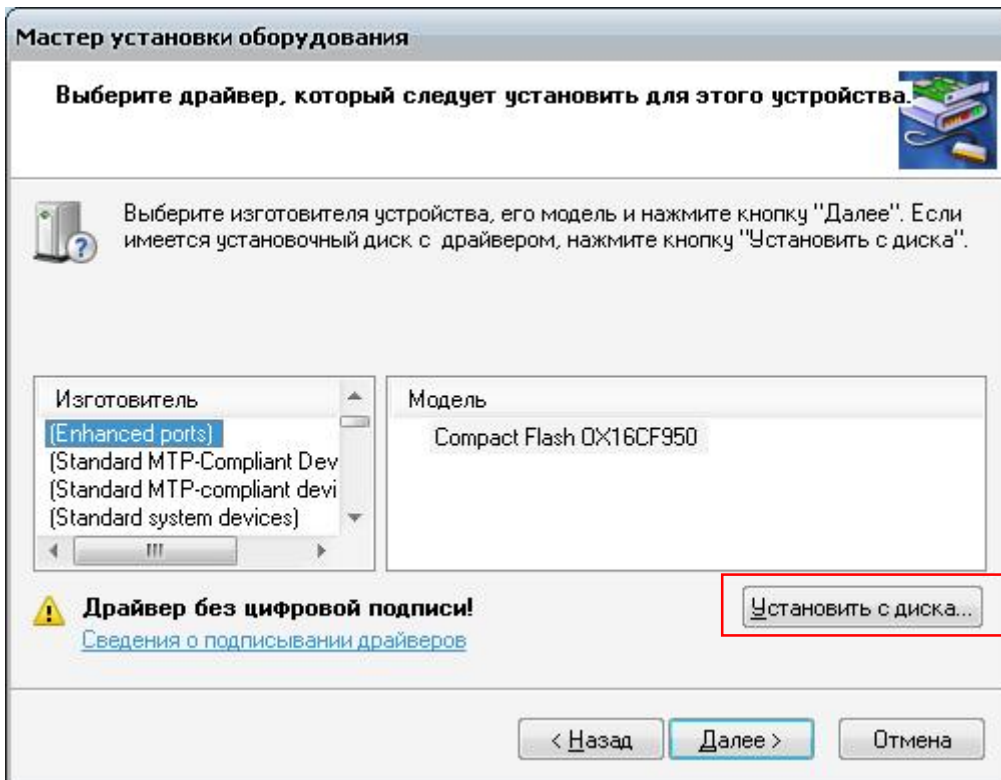 Мастер установки оборудования
Выберите драйвер, который следует установить для этого устройства.
Выберите изготовителя устройства, его модель и нажмите кнопку "Далее". Если
имеется установочный диск с драйвером, нажмите кнопку "Установить с диска".
Изготовитель
(Enhanced ports)
(Standard MTP-Compliant Dev
(Standard MTP-compliant devi
(Standard system devices)
Модель
Compact Flash OX16CF950
Драйвер без цифровой подписи!
Сведения о подписывании драйверов
Установить с диска...
< Назад
Далее >
Отмена